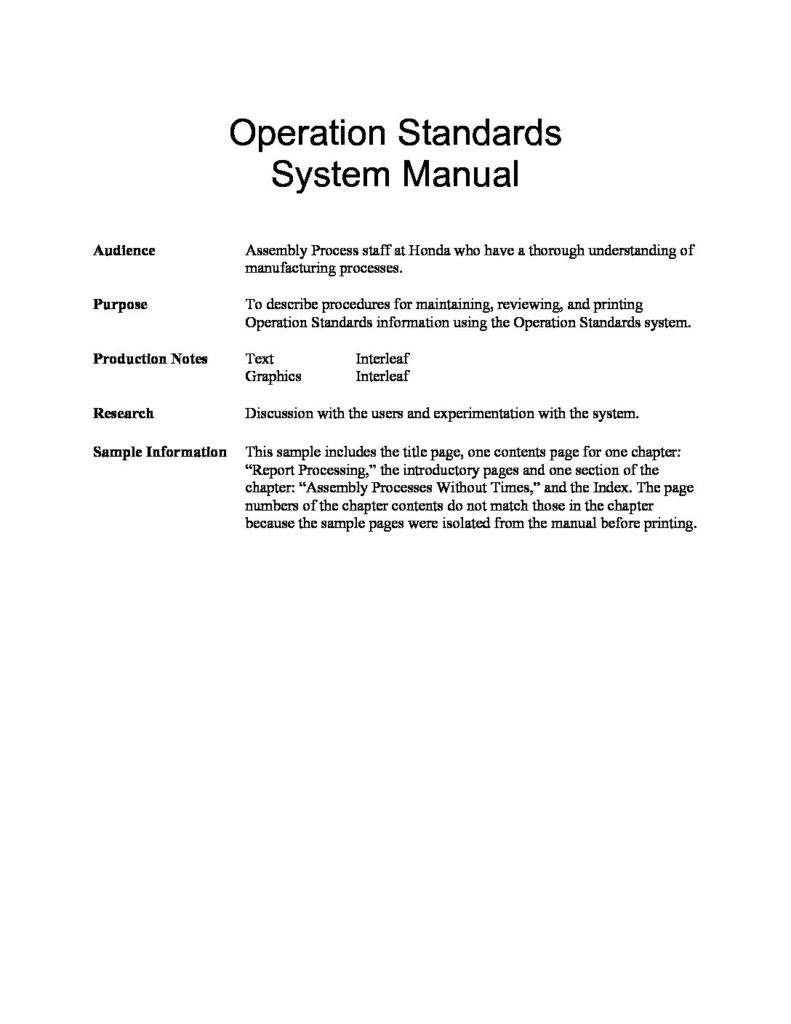 Operation Standards
System Manual
Audience Assembly Process staff at Honda who have a thorough understanding of
manufacturing processes.
Purpose To describe procedures for maintaining, reviewing, and printing
Operation Standards information using the Operation Standards system.
Production Notes Text Interleaf
Graphics Interleaf
Research Discussion with the users and experimentation with the system.
Sample Information This sample includes the title page, one contents page for one chapter:
“Report Processing,” the introductory pages and one section of the
chapter: “Assembly Processes Without Times,” and the Index. The page
numbers of the chapter contents do not match those in the chapter
because the sample pages were isolated from the manual before printing.